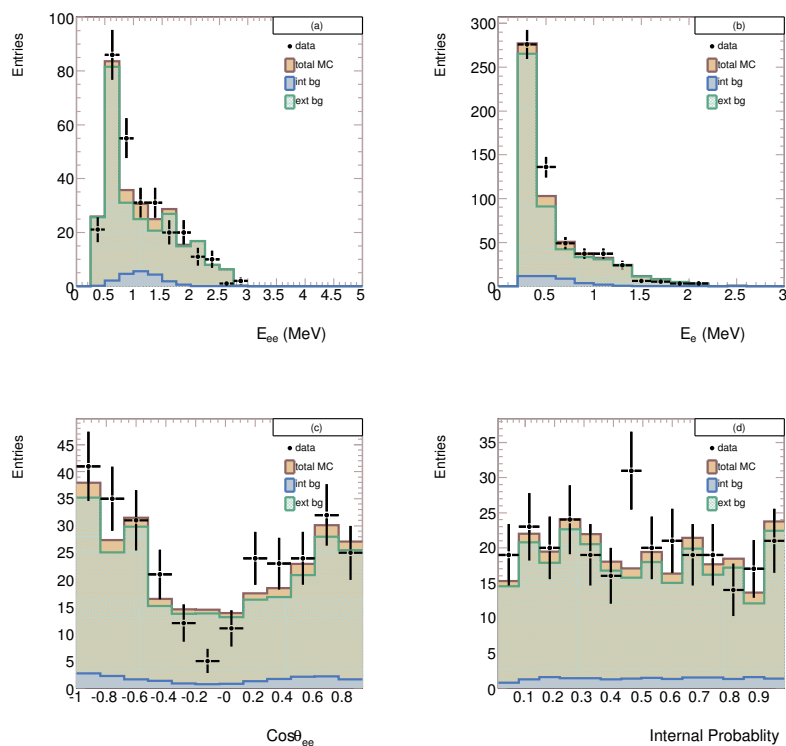 (a)
Entries
100
80
60
40
20
0
data
total MC
int bg
ext bg
0 0.5 1 1.5 2 2.5 3 3.5 4 4.5 5
E_ee (MeV)
(b)
Entries
300
250
200
150
100
50
0
data
total MC
int bg
ext bg
0 0.5 1 1.5 2 2.5 3
E_e (MeV)
(c)
Entries
45
40
35
30
25
20
15
10
5
0
data
total MC
int bg
ext bg
-1 -0.8 -0.6 -0.4 -0.2 -0 0.2 0.4 0.6 0.8
Cosθ_ee
(d)
Entries
35
30
25
20
15
10
5
0
data
total MC
int bg
ext bg
0.1 0.2 0.3 0.4 0.5 0.6 0.7 0.8 0.9
Internal Probablity